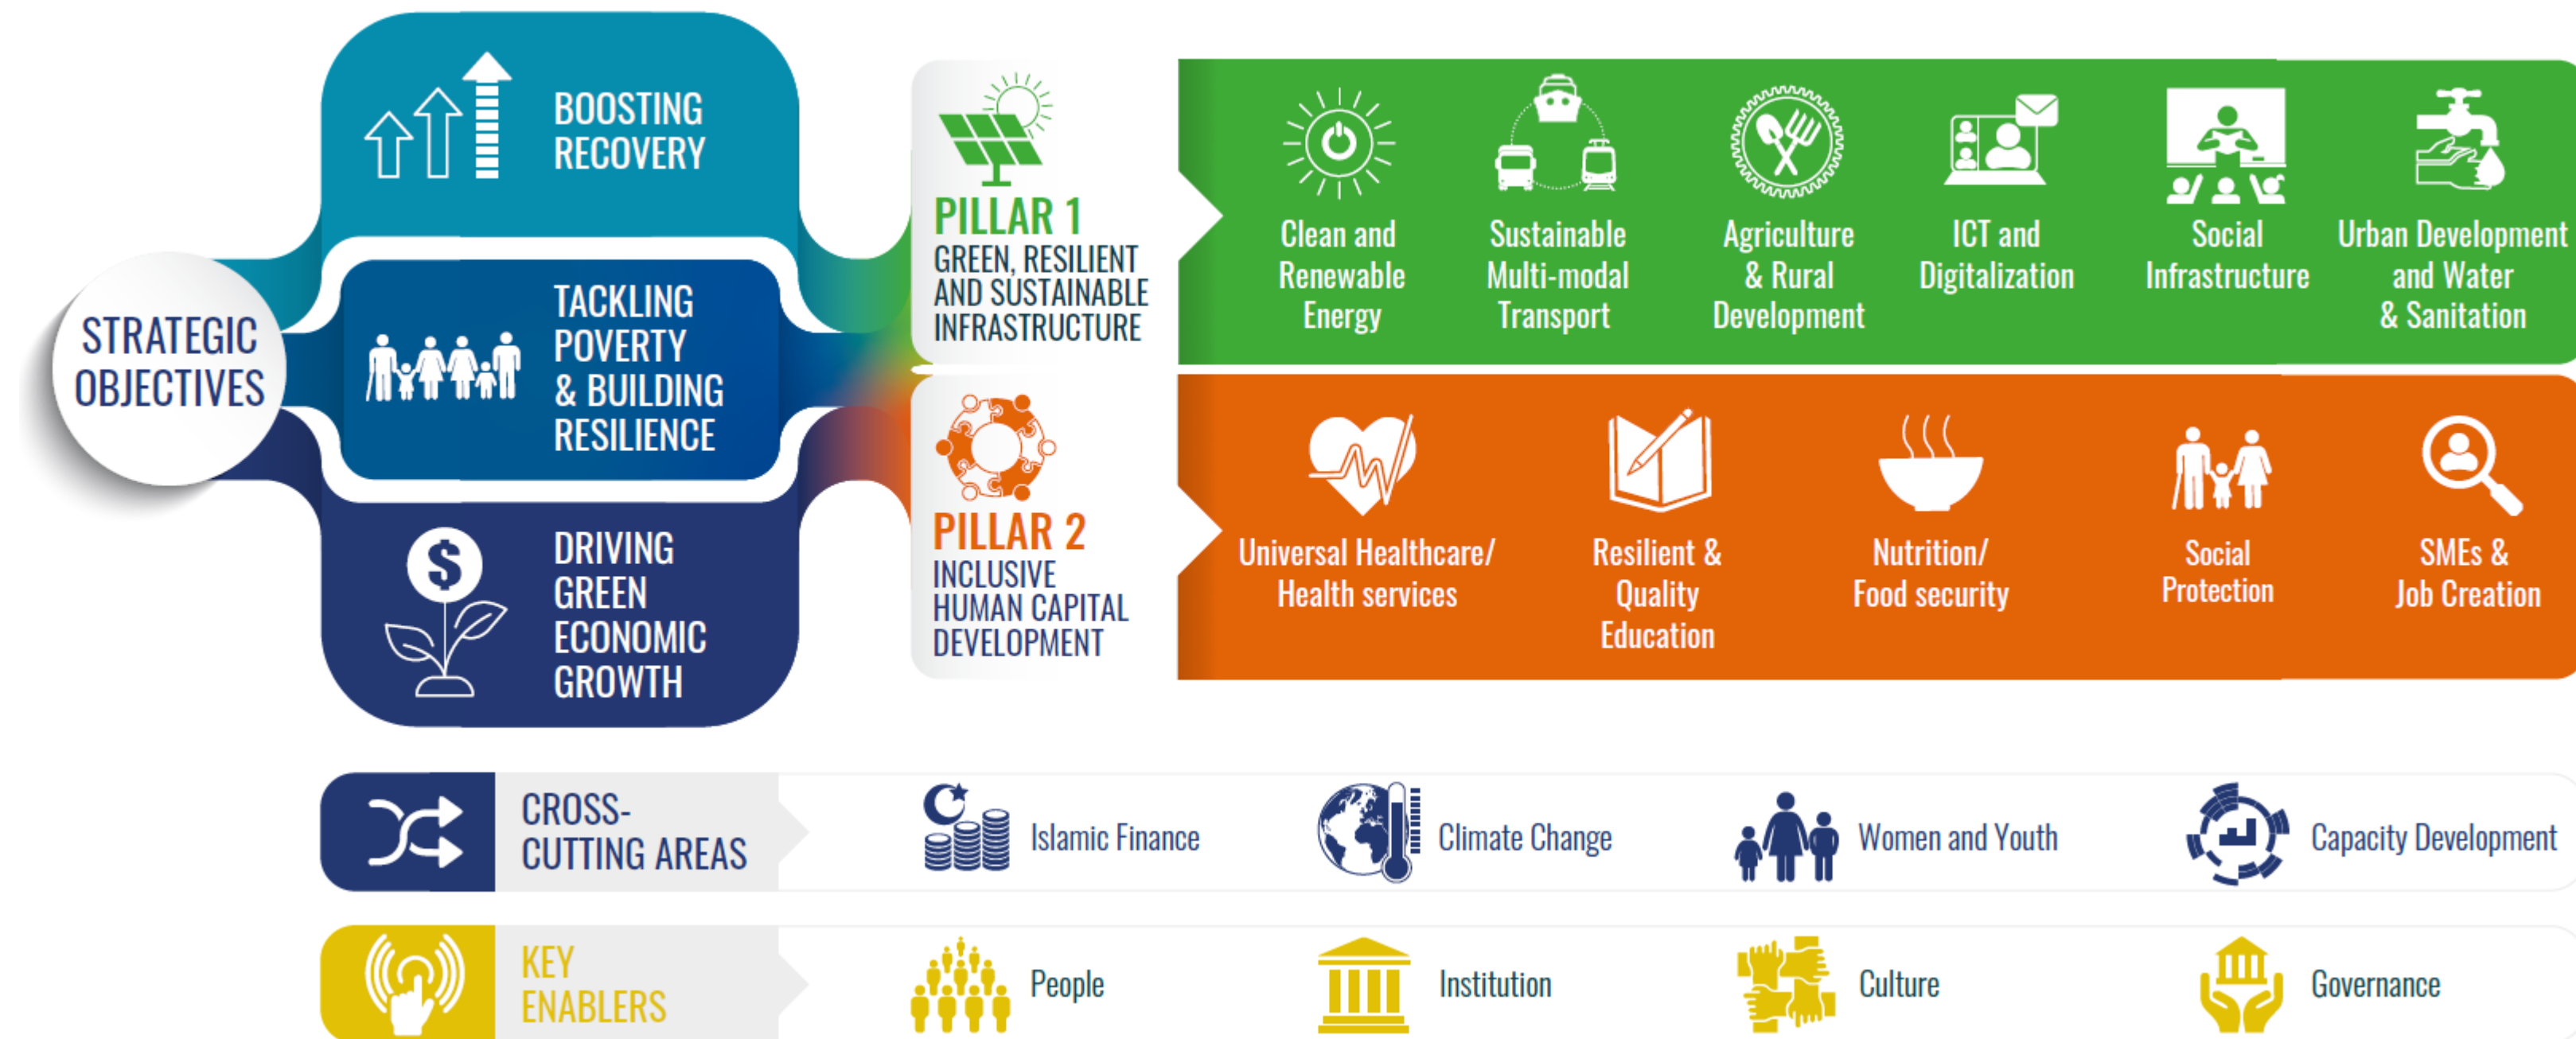 STRATEGIC
OBJECTIVES
BOOSTING
RECOVERY
TACKLING
POVERTY
& BUILDING
RESILIENCE
DRIVING
GREEN
ECONOMIC
GROWTH
$
PILLAR 1
GREEN, RESILIENT
AND SUSTAINABLE
INFRASTRUCTURE
Clean and
Renewable
Energy
Sustainable
Multi-modal
Transport
Agriculture
& Rural
Development
ICT and
Digitalization
Social
Infrastructure
Urban Development
and Water
& Sanitation
PILLAR 2
INCLUSIVE
HUMAN CAPITAL
DEVELOPMENT
Universal Healthcare/
Health services
Resilient &
Quality
Education
Nutrition/
Food security
Social
Protection
SMEs &
Job Creation
CROSS-
CUTTING AREAS
Islamic Finance
Climate Change
Women and Youth
Capacity Development
KEY
ENABLERS
People
Institution
Culture
Governance